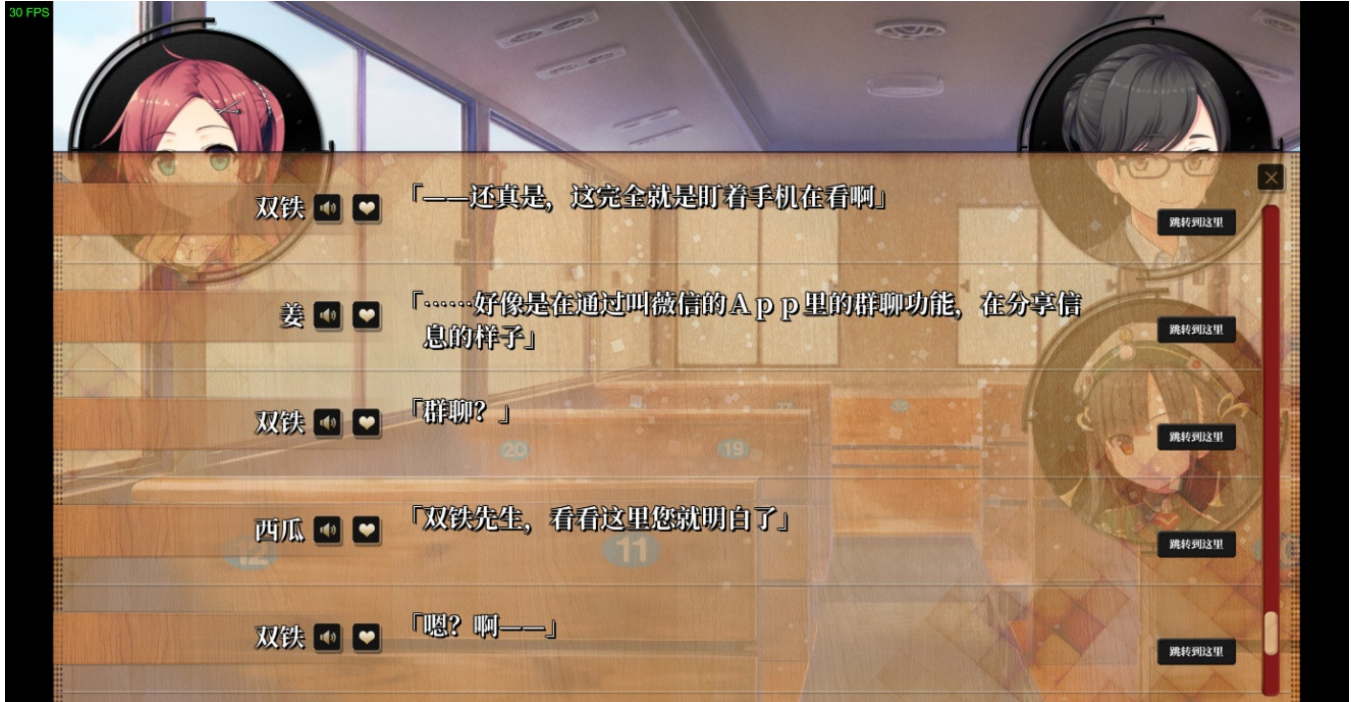 30 FPS
双铁
「——还真是，这完全就是盯着手机在看啊」
跳转到这里
姜
「……好像是在通过叫薇信的App里的群聊功能，在分享信
息的样子」
跳转到这里
双铁
「群聊？」
跳转到这里
西瓜
「双铁先生，看看这里您就明白了」
跳转到这里
双铁
「嗯？啊——」
跳转到这里
20
19
12
11